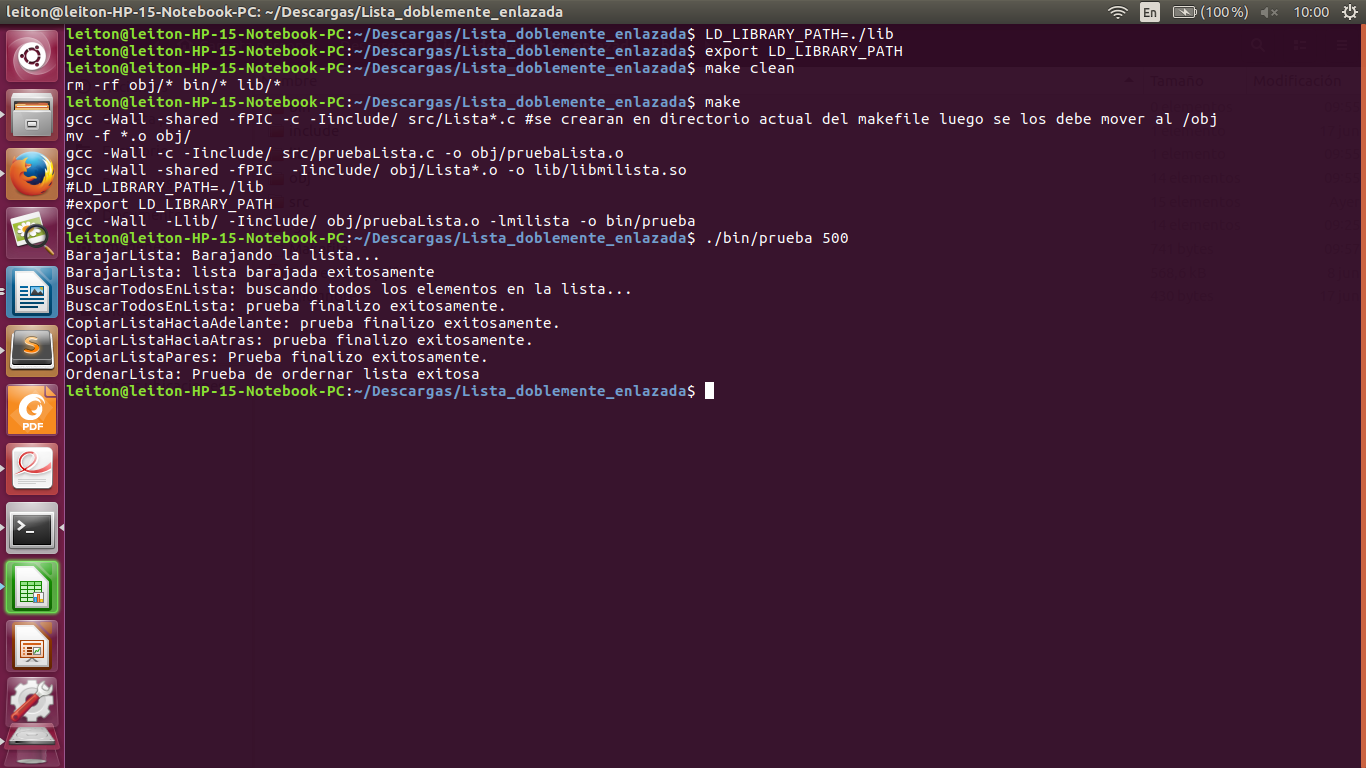 leiton@leiton-HP-15-Notebook-PC: ~/Descargas/Lista_doblemente_enlazada En (100%) 10:00
leiton@leiton-HP-15-Notebook-PC:~/Descargas/Lista_doblemente_enlazada$ LD_LIBRARY_PATH=./lib
leiton@leiton-HP-15-Notebook-PC:~/Descargas/Lista_doblemente_enlazada$ export LD_LIBRARY_PATH
leiton@leiton-HP-15-Notebook-PC:~/Descargas/Lista_doblemente_enlazada$ make clean
rm -rf obj/* bin/* lib/*
leiton@leiton-HP-15-Notebook-PC:~/Descargas/Lista_doblemente_enlazada$ make
gcc -Wall -shared -fPIC -c -Iinclude/ src/Lista*.c #se crearan en directorio actual del makefile luego se los debe mover al /obj
mv -f *.o obj/
gcc -Wall -c -Iinclude/ src/pruebaLista.c -o obj/pruebaLista.o
gcc -Wall -shared -fPIC  -Iinclude/ obj/Lista*.o -o lib/libmilista.so
#LD_LIBRARY_PATH=./lib
#export LD_LIBRARY_PATH
gcc -Wall  -Llib/ -Iinclude/ obj/pruebaLista.o -lmilista -o bin/prueba
leiton@leiton-HP-15-Notebook-PC:~/Descargas/Lista_doblemente_enlazada$ ./bin/prueba 500
BarajarLista: Barajando la lista...
BarajarLista: lista barajada exitosamente
BuscarTodosEnLista: buscando todos los elementos en la lista...
BuscarTodosEnLista: prueba finalizo exitosamente.
CopiarListaHaciaAdelante: prueba finalizo exitosamente.
CopiarListaHaciaAtras: prueba finalizo exitosamente.
CopiarListaPares: Prueba finalizo exitosamente.
OrdenarLista: Prueba de ordernar lista exitosa
leiton@leiton-HP-15-Notebook-PC:~/Descargas/Lista_doblemente_enlazada$
Tamaño Modificación
include
src
S
PDF